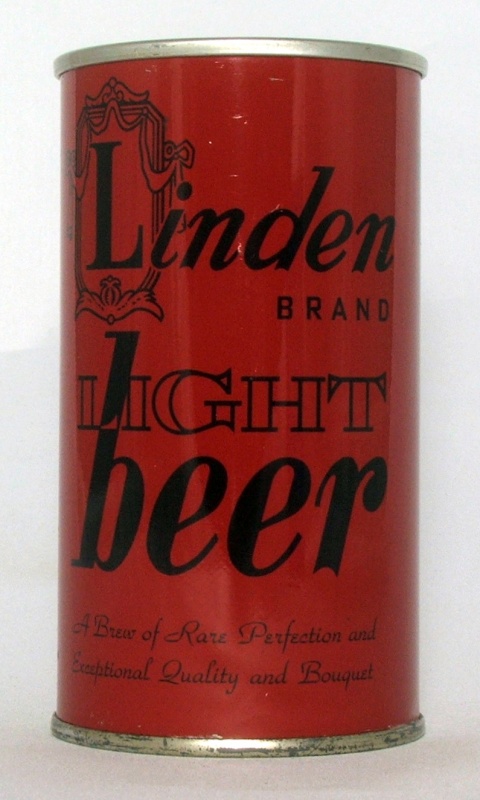 Linden
BRAND
LIGHT
beer
A Brew of Rare Perfection and
Exceptional Quality and Bouquet